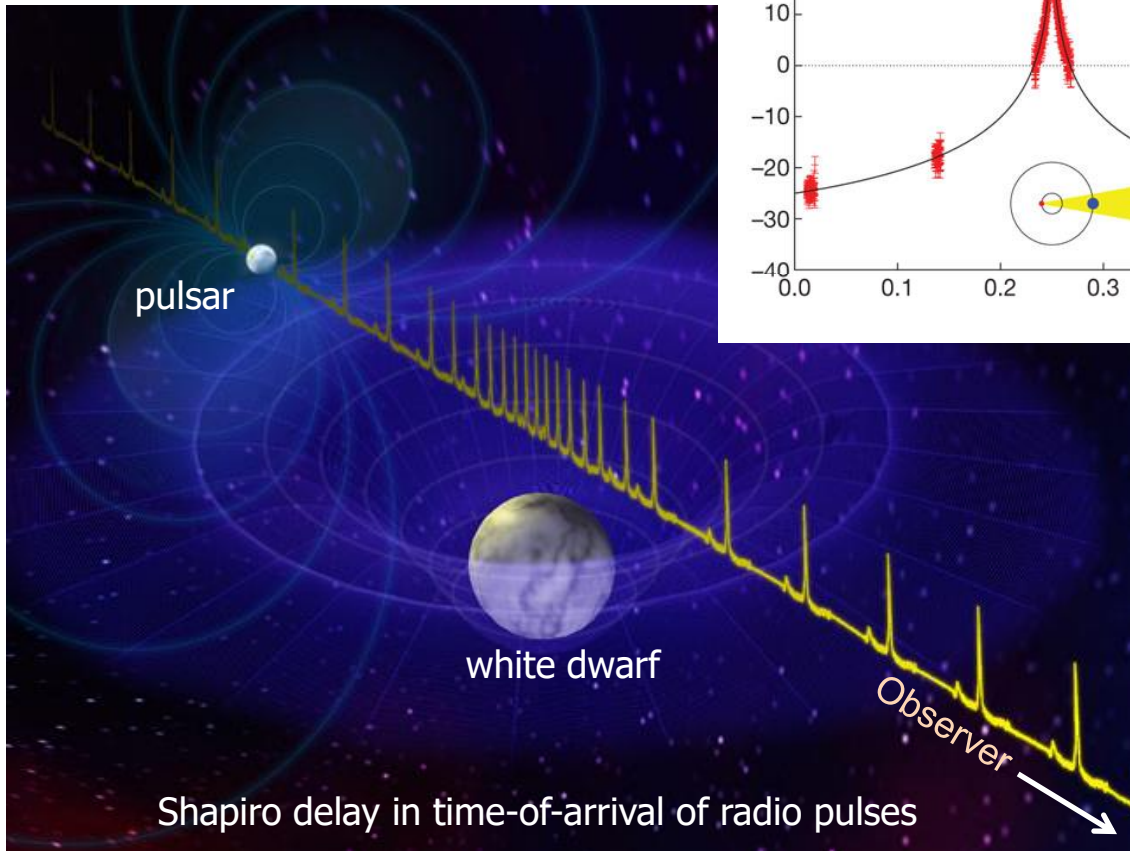 10
0
−10
−20
−30
−40
0.0 0.1 0.2 0.3
pulsar
white dwarf
Observer
Shapiro delay in time-of-arrival of radio pulses